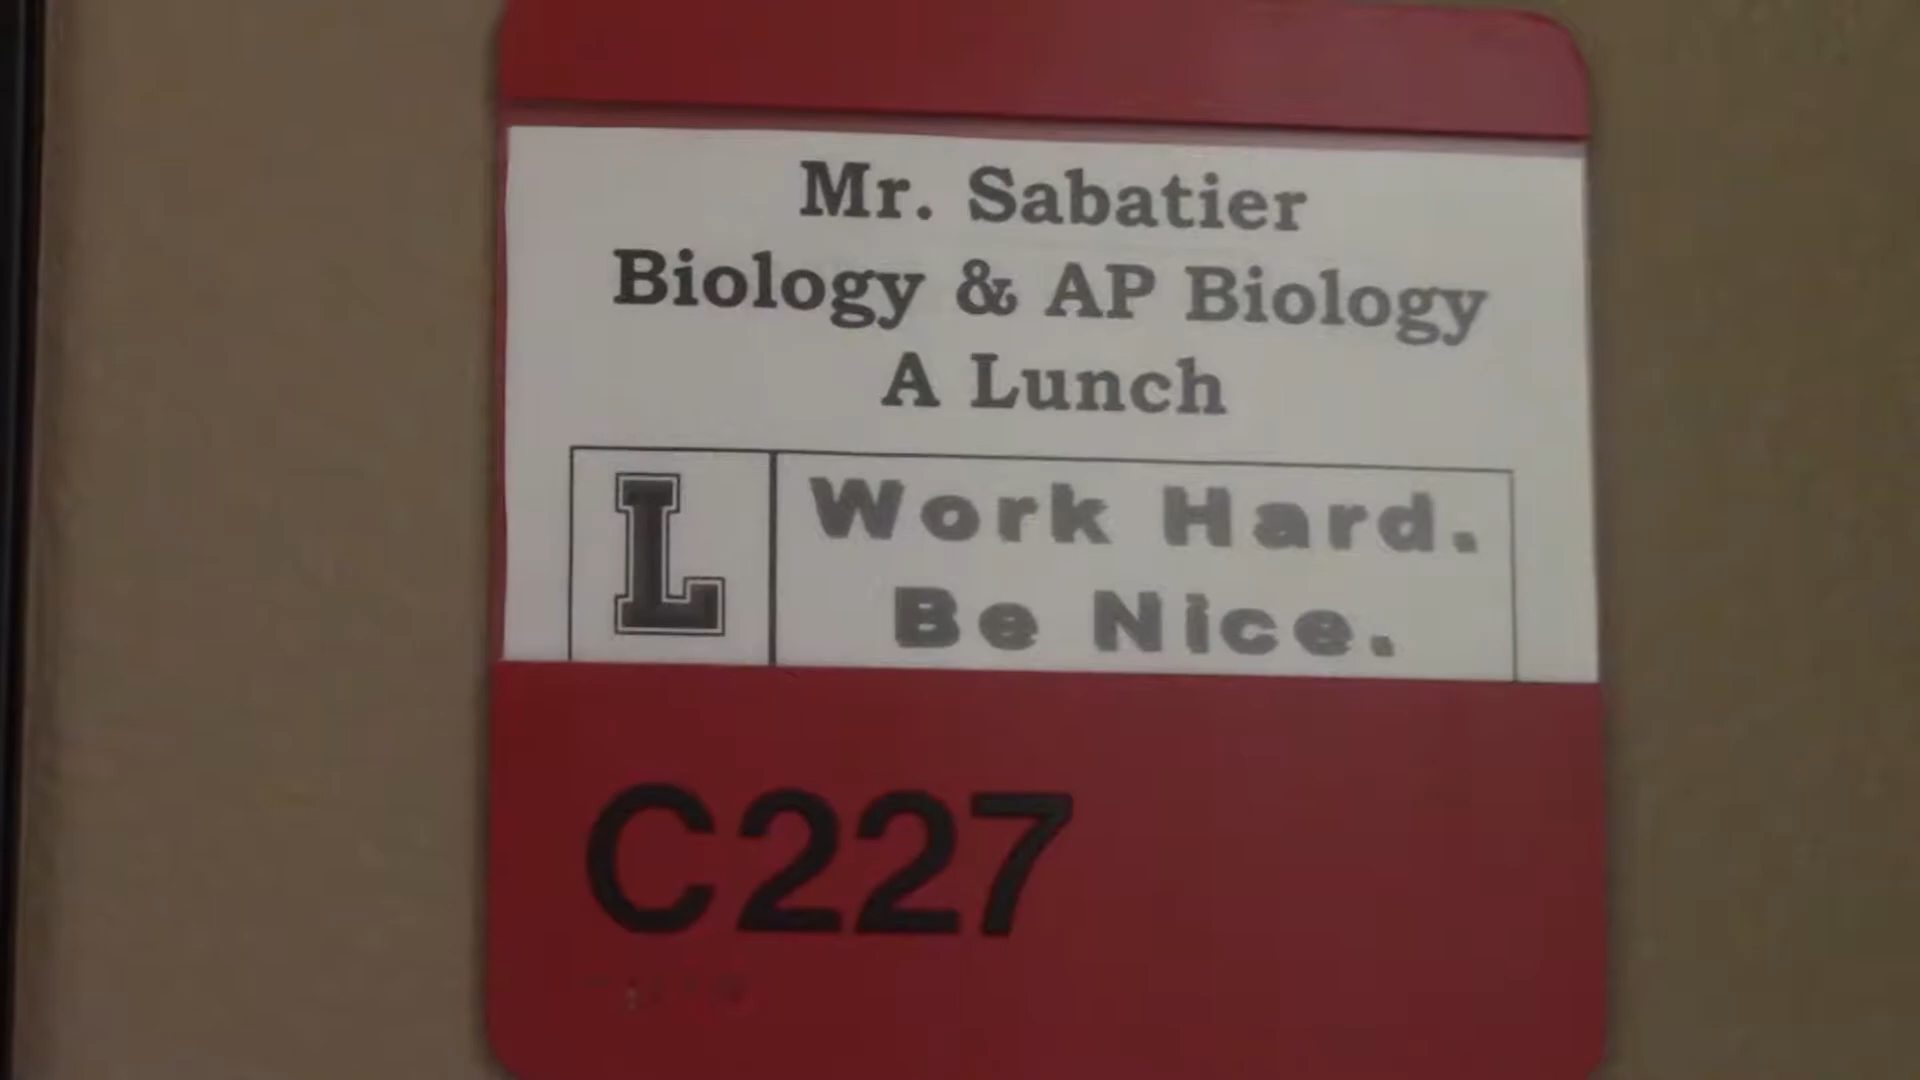 Mr. Sabatier
Biology & AP Biology
A Lunch
L
Work Hard.
Be Nice.
C227